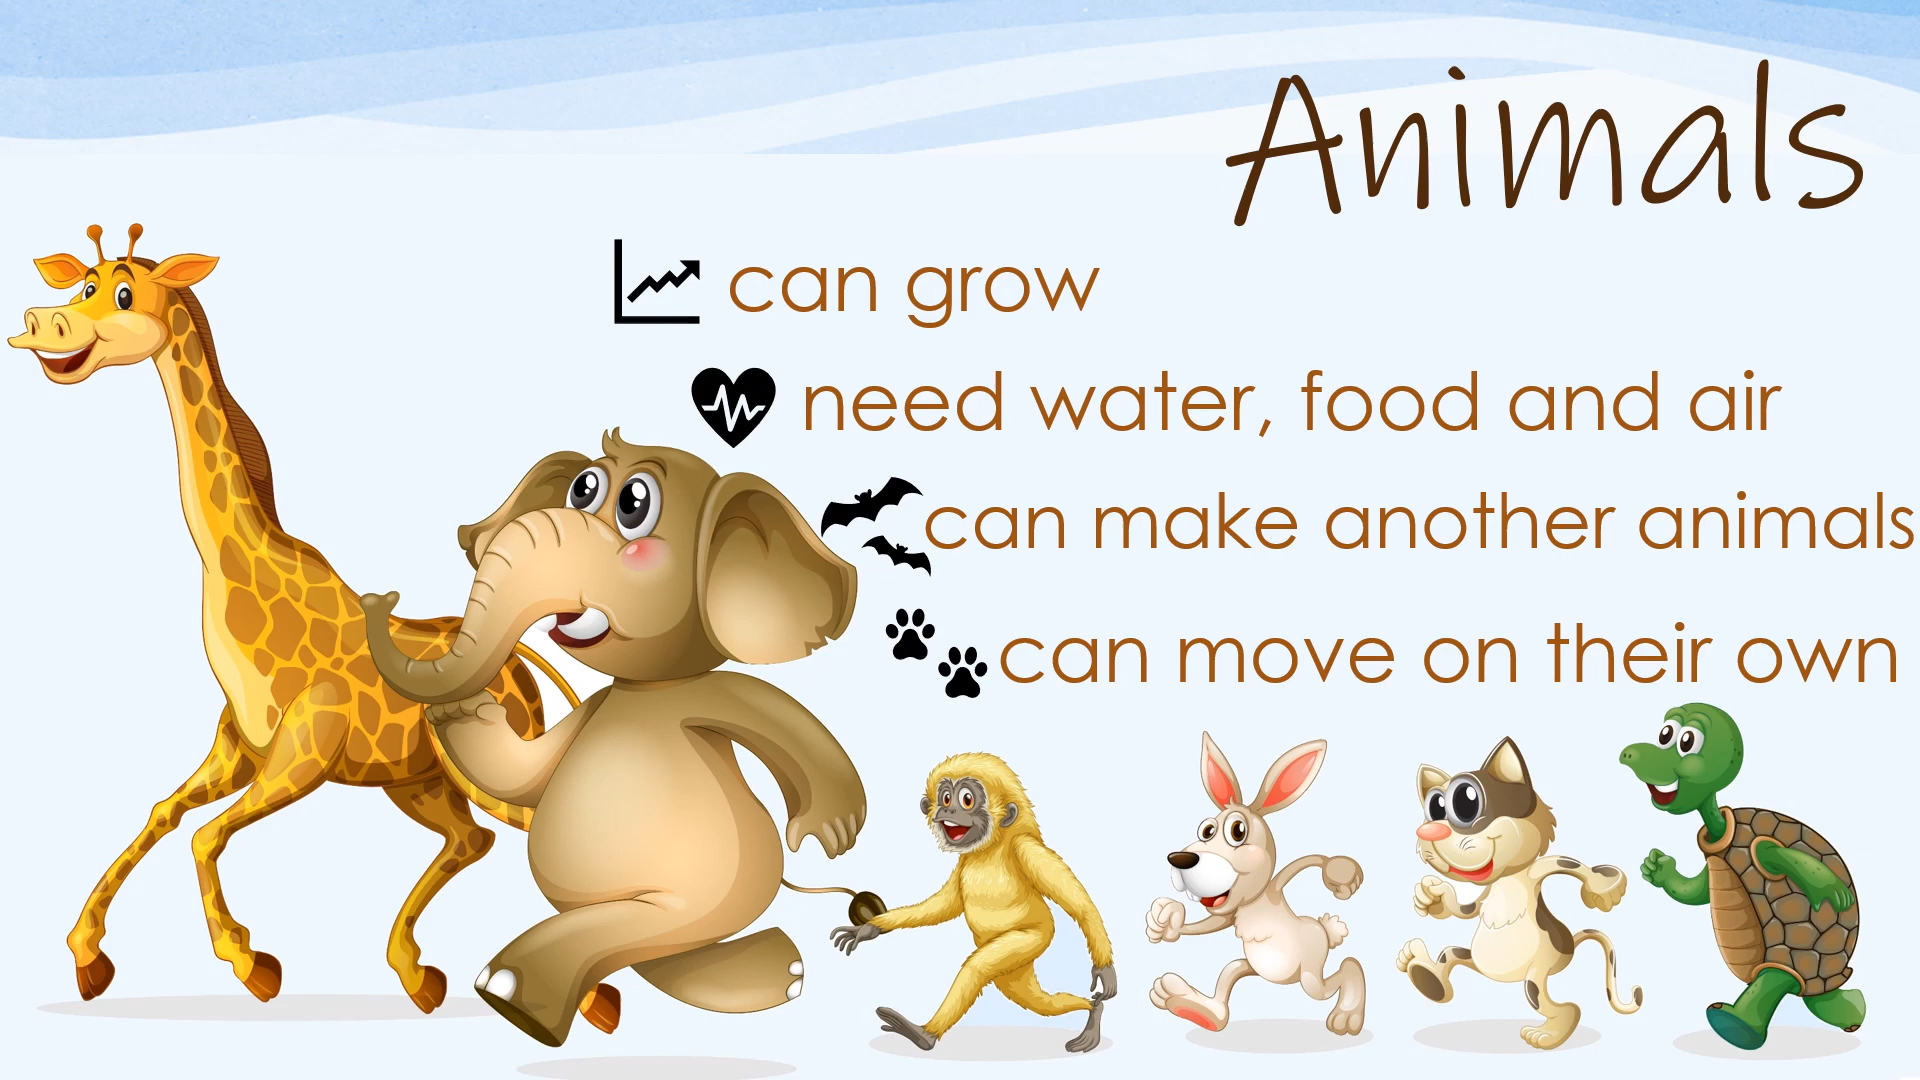 Animals
can grow
need water, food and air
can make another animals
can move on their own